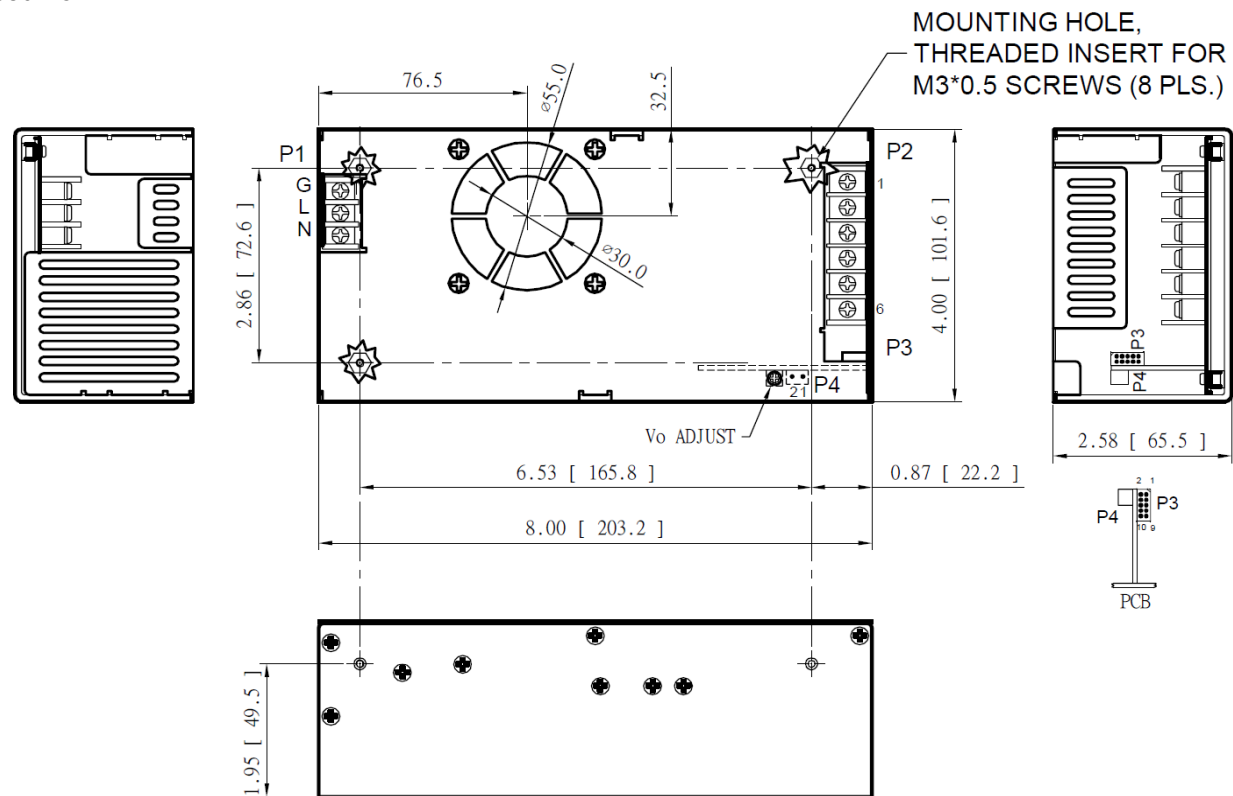 MOUNTING HOLE,
THREADED INSERT FOR
M3*0.5 SCREWS (8 PLS.)
76.5
⌀55.0
32.5
P1
G
L
N
P2
1
6
P3
2.86 [ 72.6 ]
⌀30.0
4.00 [ 101.6 ]
P4
21
Vo ADJUST
P3
P4
2.58 [ 65.5 ]
6.53 [ 165.8 ]
0.87 [ 22.2 ]
8.00 [ 203.2 ]
2 1
P4
P3
10 9
PCB
1.95 [ 49.5 ]